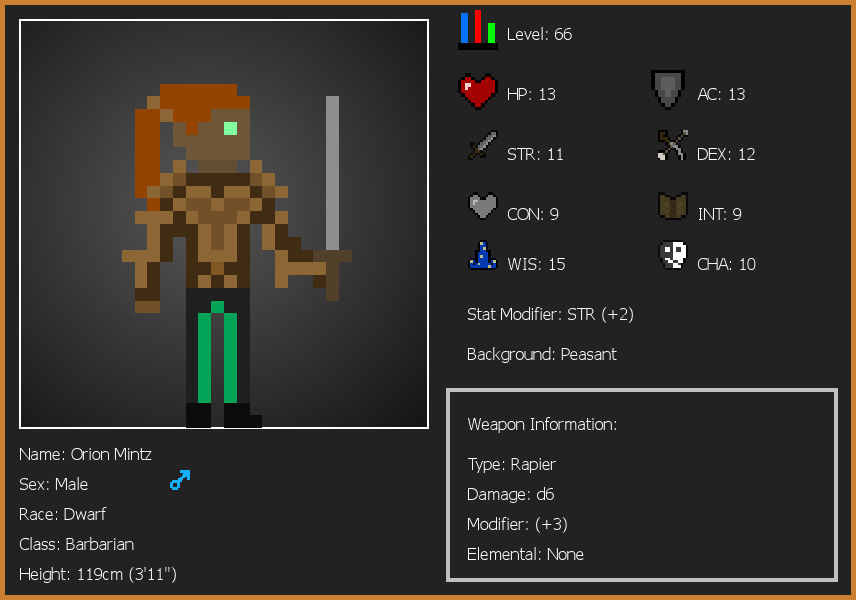 Level: 66
HP: 13
AC: 13
STR: 11
DEX: 12
CON: 9
INT: 9
WIS: 15
CHA: 10
Stat Modifier: STR (+2)
Background: Peasant
Weapon Information:
Type: Rapier
Damage: d6
Modifier: (+3)
Elemental: None
Name: Orion Mintz
Sex: Male
Race: Dwarf
Class: Barbarian
Height: 119cm (3'11")